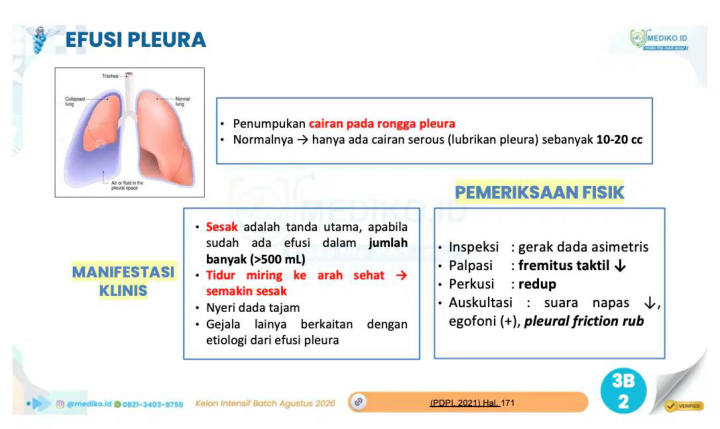 EFUSI PLEURA
MEDIKO.ID
Trachea
Collapsed
lung
Normal
lung
Air or fluid in the
pleural space
• Penumpukan cairan pada rongga pleura
• Normalnya → hanya ada cairan serous (lubrikan pleura) sebanyak 10-20 cc
MEDIKO.ID
MANIFESTASI
KLINIS
• Sesak adalah tanda utama, apabila
sudah ada efusi dalam jumlah
banyak (>500 mL)
• Tidur miring ke arah sehat →
semakin sesak
• Nyeri dada tajam
• Gejala lainya berkaitan dengan
etiologi dari efusi pleura
PEMERIKSAAN FISIK
• Inspeksi : gerak dada asimetris
• Palpasi : fremitus taktil ↓
• Perkusi : redup
• Auskultasi : suara napas ↓,
egofoni (+), pleural friction rub
@mediko.id 0821-3403-8758
Kelon Intensif Batch Agustus 2026
(PDPI, 2021) Hal. 171
3B
2
VERIFIED